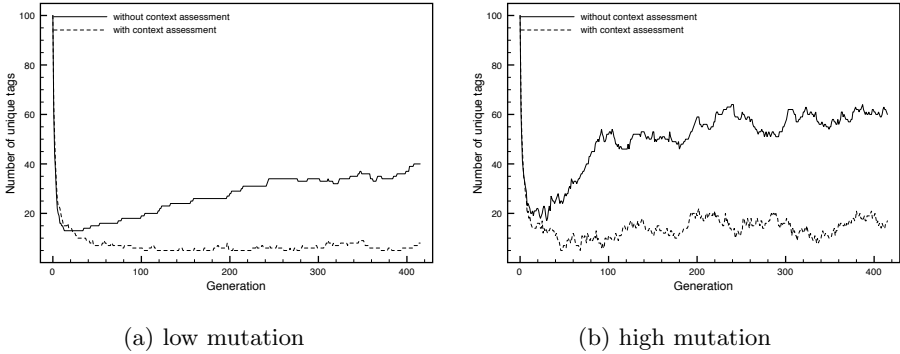 100
80
60
40
20
Number of unique tags
without context assessment
with context assessment
0 100 200 300 400
Generation
(a) low mutation
100
80
60
40
20
Number of unique tags
without context assessment
with context assessment
0 100 200 300 400
Generation
(b) high mutation